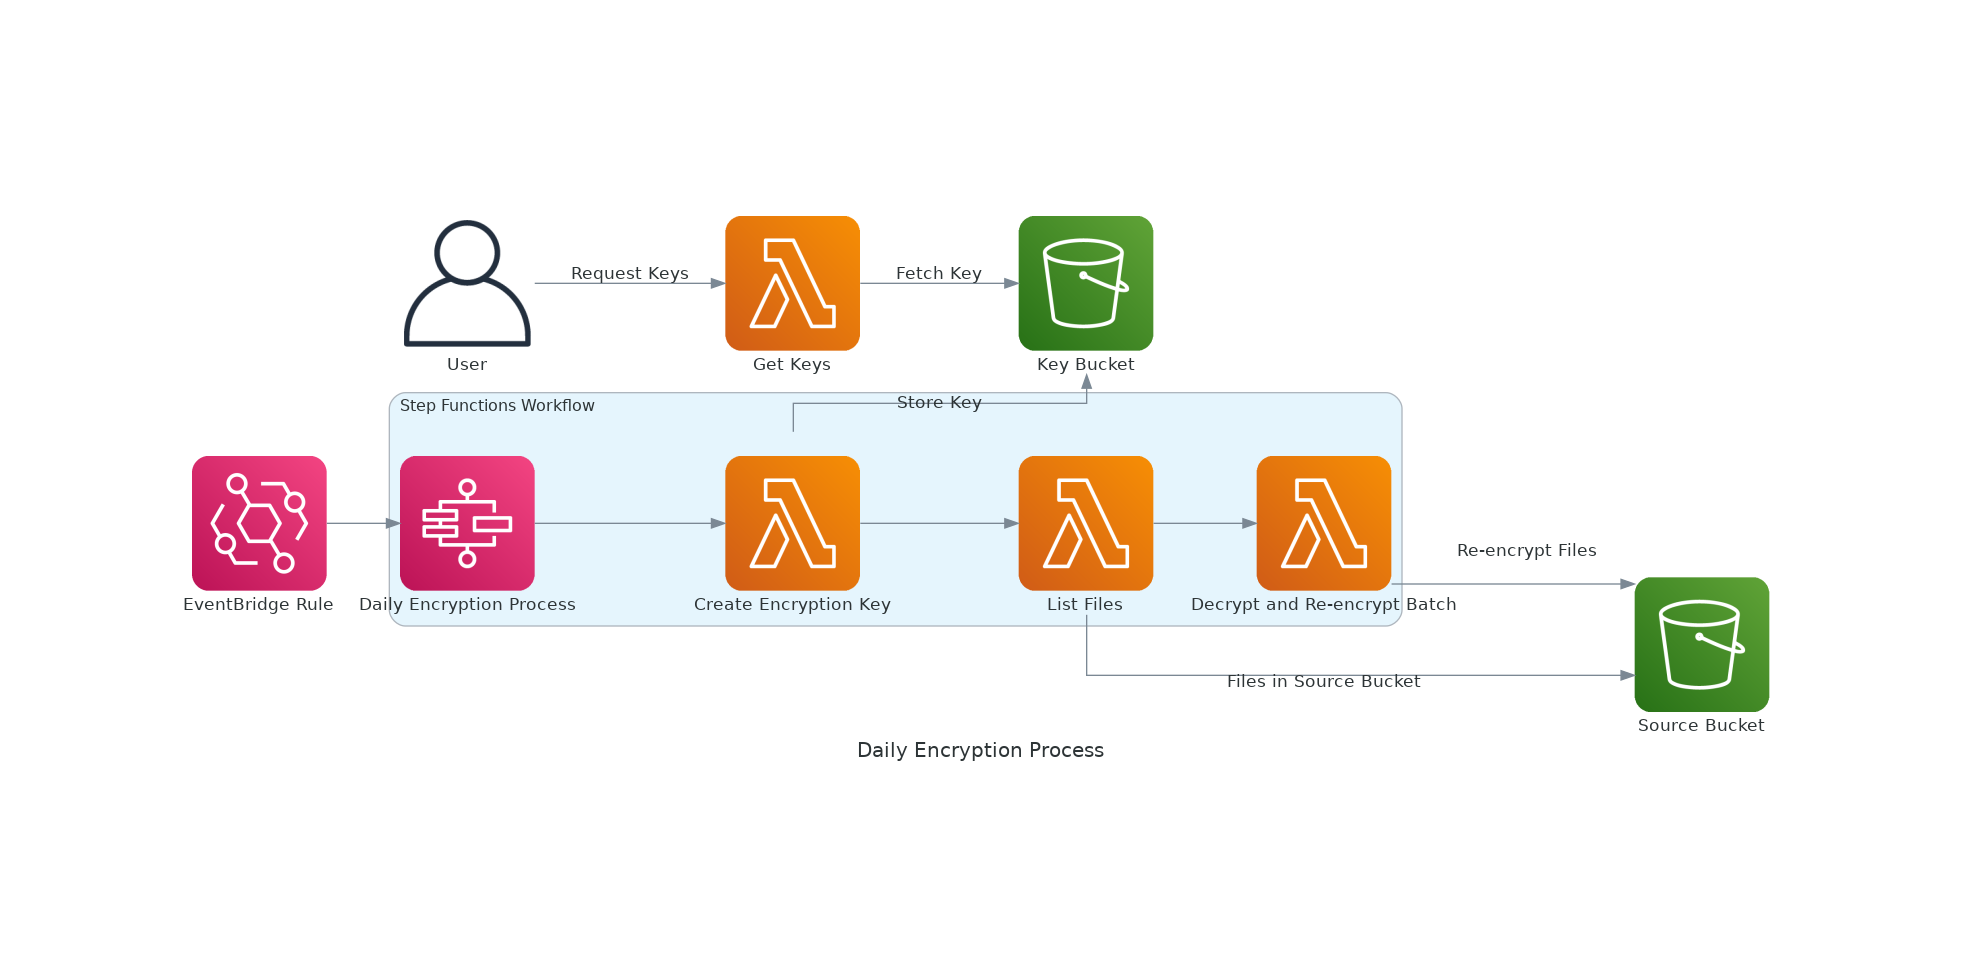 Request Keys
Fetch Key
User
Get Keys
Key Bucket
Step Functions Workflow
Store Key
EventBridge Rule
Daily Encryption Process
Create Encryption Key
List Files
Decrypt and Re-encrypt Batch
Re-encrypt Files
Files in Source Bucket
Source Bucket
Daily Encryption Process